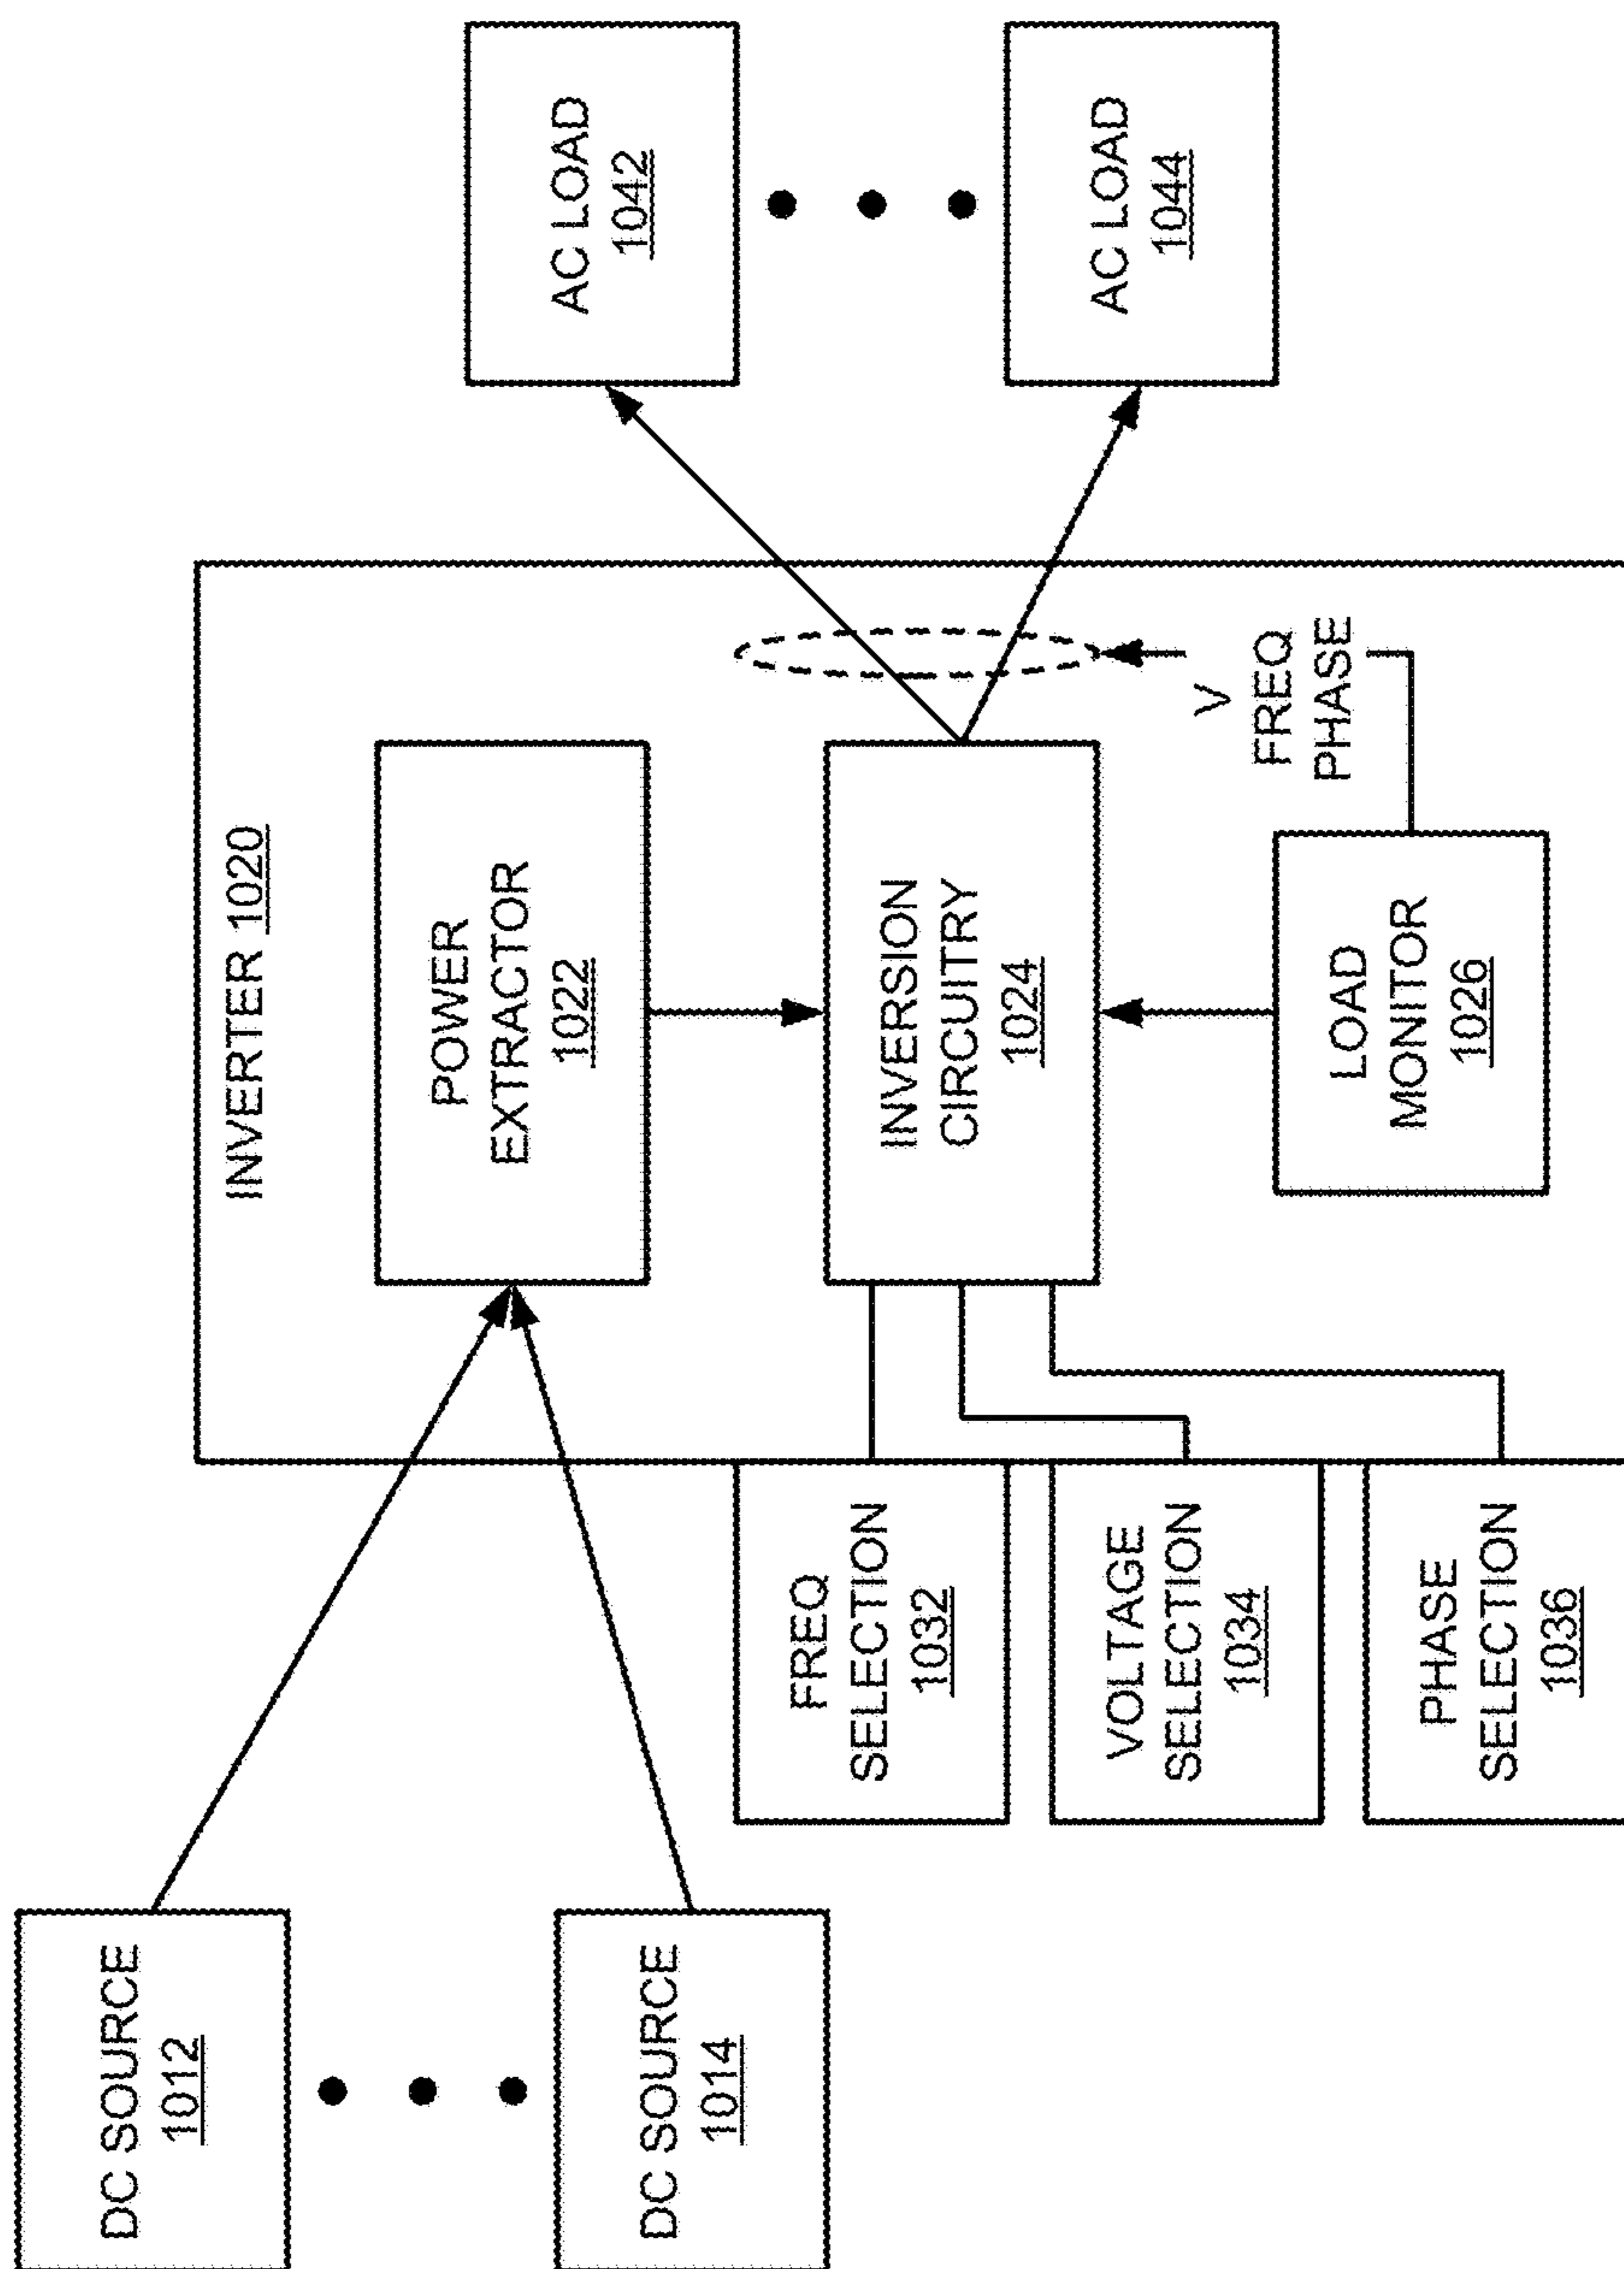 DC SOURCE
1012
DC SOURCE
1014
INVERTER 1020
POWER
EXTRACTOR
1022
INVERSION
CIRCUITRY
1024
LOAD
MONITOR
1026
V
FREQ
PHASE
FREQ
SELECTION
1032
VOLTAGE
SELECTION
1034
PHASE
SELECTION
1036
AC LOAD
1042
AC LOAD
1044